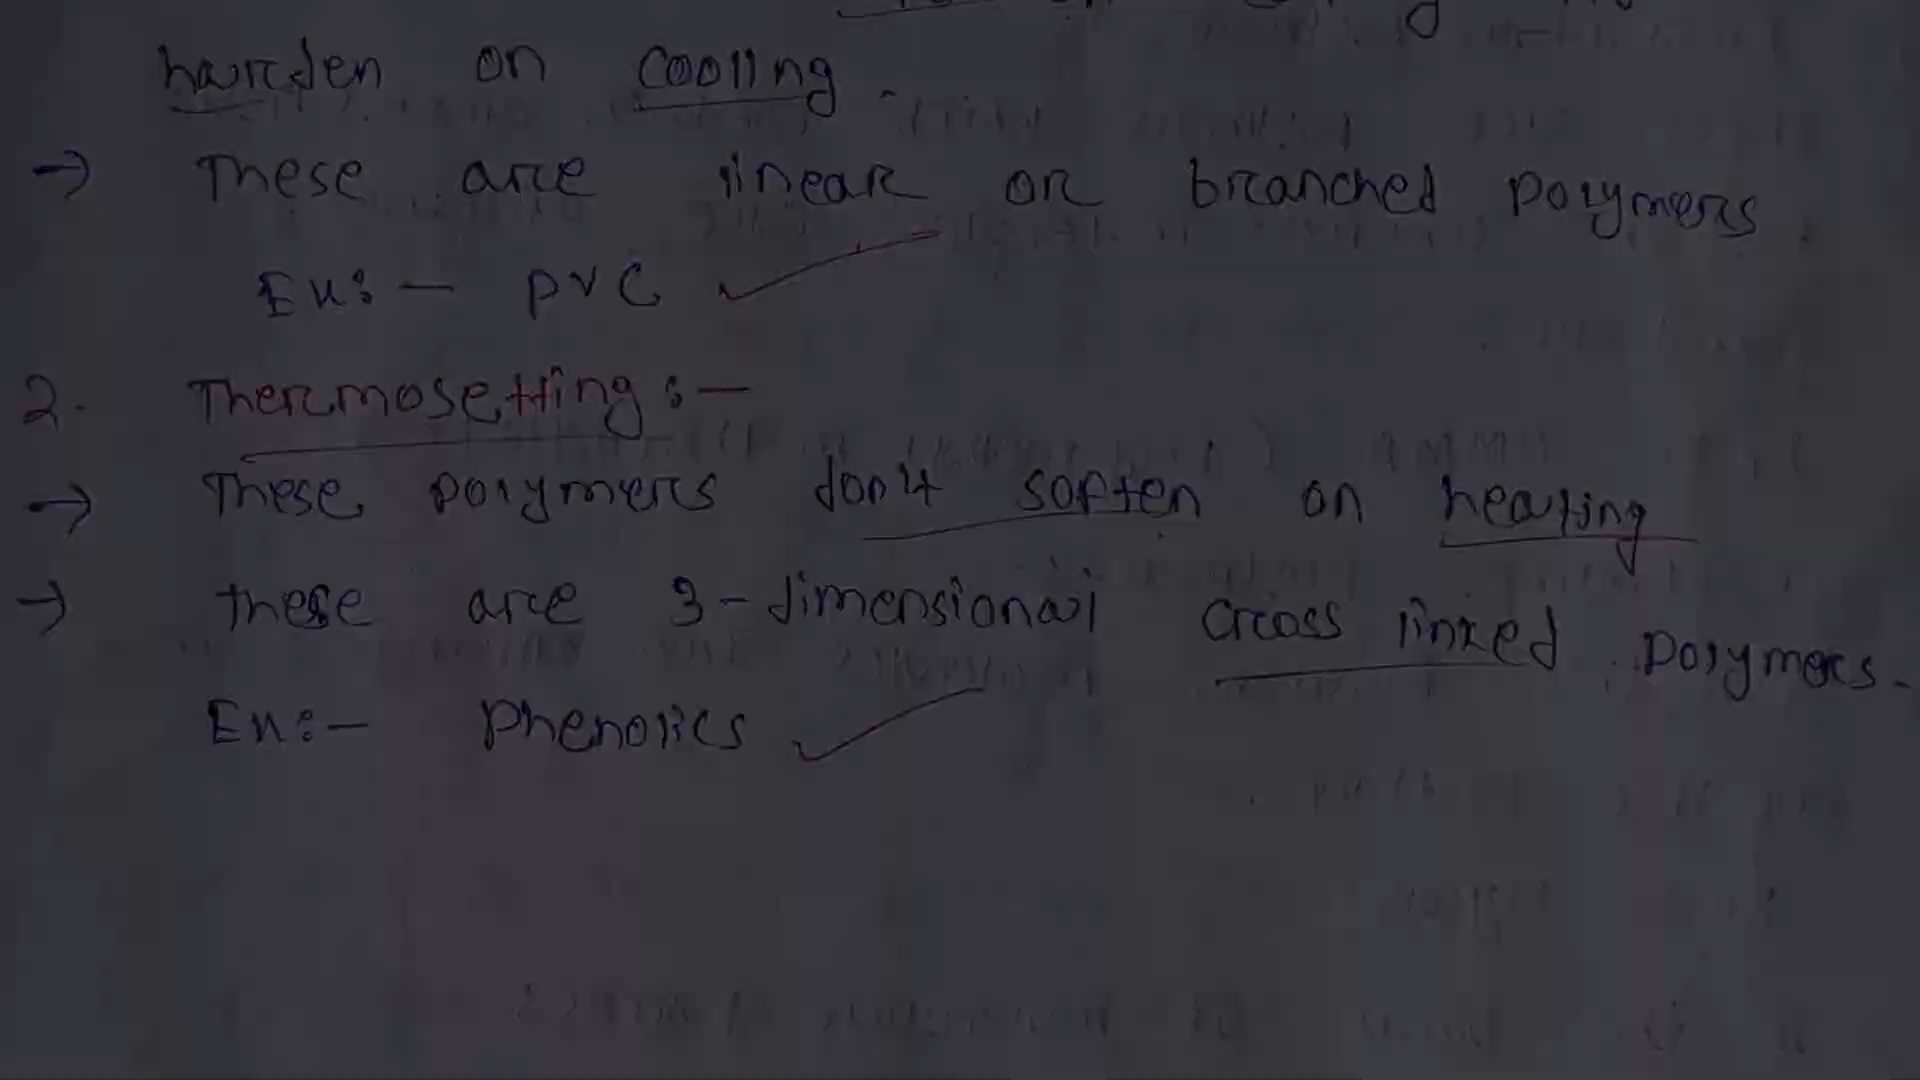 harden on cooling.
→ These are linear or branched polymers
Ex:- PVC
2. Thermosetting:-
→ These polymers don't soften on heating
→ these are 3-dimensional cross linked polymers.
Ex:- Phenolics